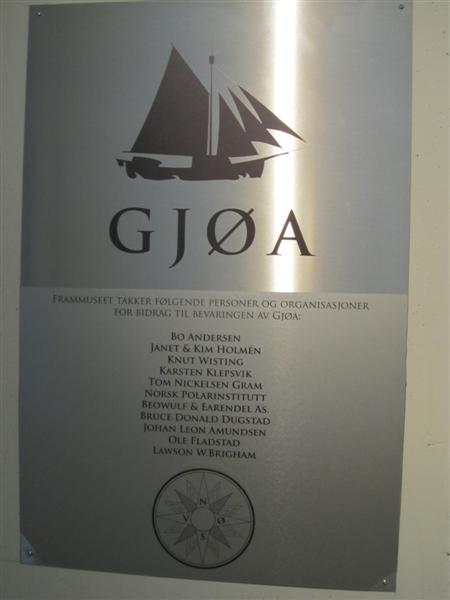 GJØA
FRAMMUSEET TAKKER FØLGENDE PERSONER OG ORGANISASJONER
FOR BIDRAG TIL BEVARINGEN AV GJØA:
BO ANDERSEN
JANET & KIM HOLMÉN
KNUT WISTING
KARSTEN KLEPSVIK
TOM NICKELSEN GRAM
NORSK POLARINSTITUTT
BEOWULF & EARENDEL AS.
BRUCE DONALD DUGSTAD
JOHAN LEON AMUNDSEN
OLE FLADSTAD
LAWSON W.BRIGHAM
N
V Ø
S